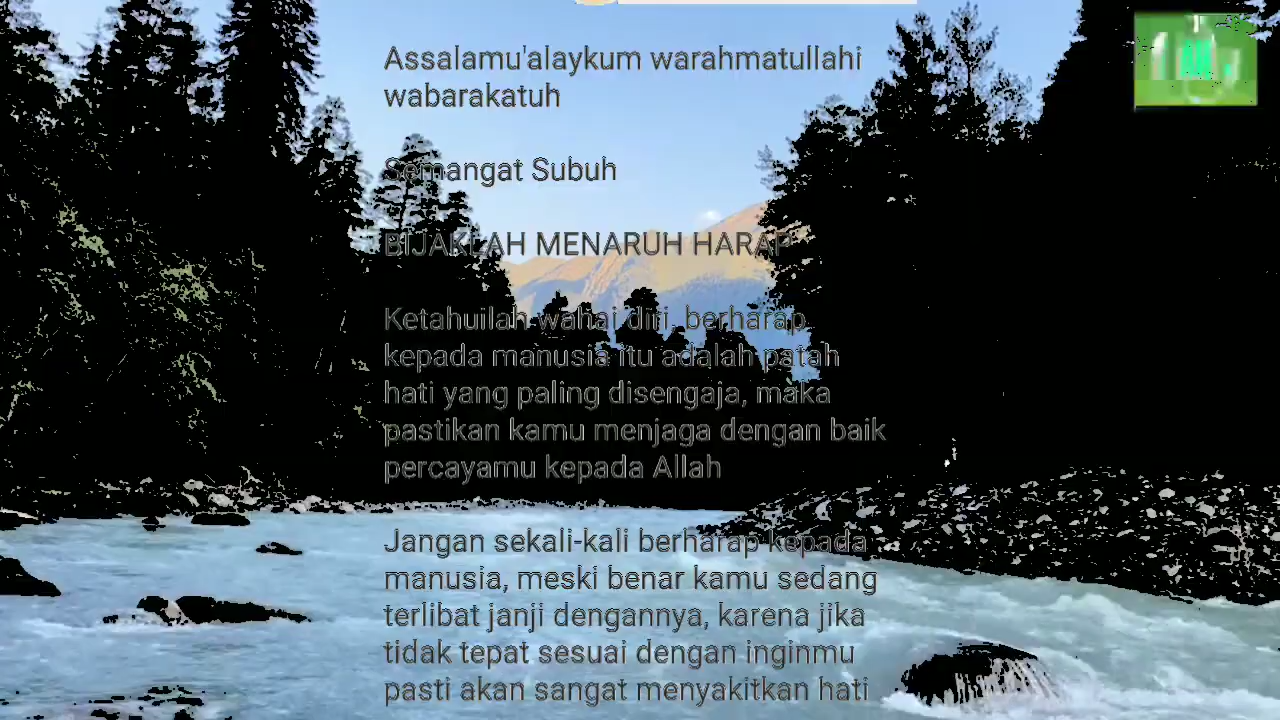 Assalamu'alaykum warahmatullahi
wabarakatuh
Semangat Subuh
BIJAKLAH MENARUH HARAP
Ketahuilah wahai diri, berharap
kepada manusia itu adalah patah
hati yang paling disengaja, maka
pastikan kamu menjaga dengan baik
percayamu kepada Allah
Jangan sekali-kali berharap kepada
manusia, meski benar kamu sedang
terlibat janji dengannya, karena jika
tidak tepat sesuai dengan inginmu
pasti akan sangat menyakitkan hati